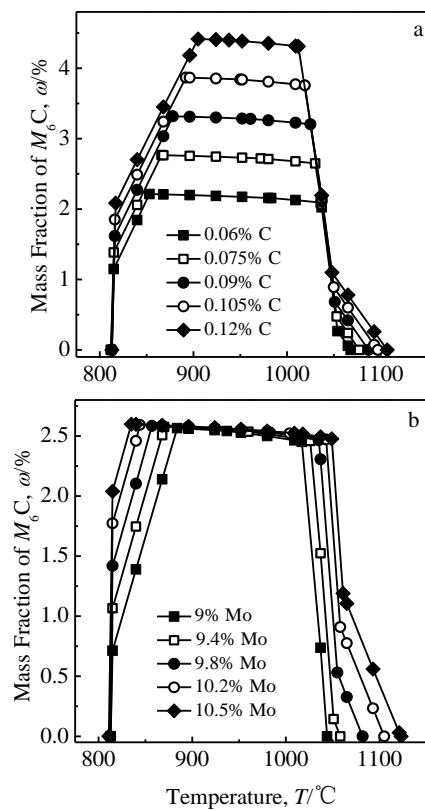 a
Mass Fraction of M₆C, ω/%
4
3
2
1
0
0.06% C
0.075% C
0.09% C
0.105% C
0.12% C
800 900 1000 1100
b
Mass Fraction of M₆C, ω/%
2.5
2.0
1.5
1.0
0.5
0.0
9% Mo
9.4% Mo
9.8% Mo
10.2% Mo
10.5% Mo
800 900 1000 1100
Temperature, T/℃